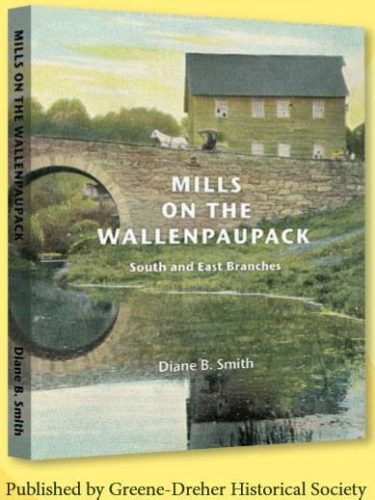 MILLS ON THE WALLENPAUPACK
Diane B. Smith
MILLS
ON THE
WALLENPAUPACK
South and East Branches
Diane B. Smith
Published by Greene-Dreher Historical Society